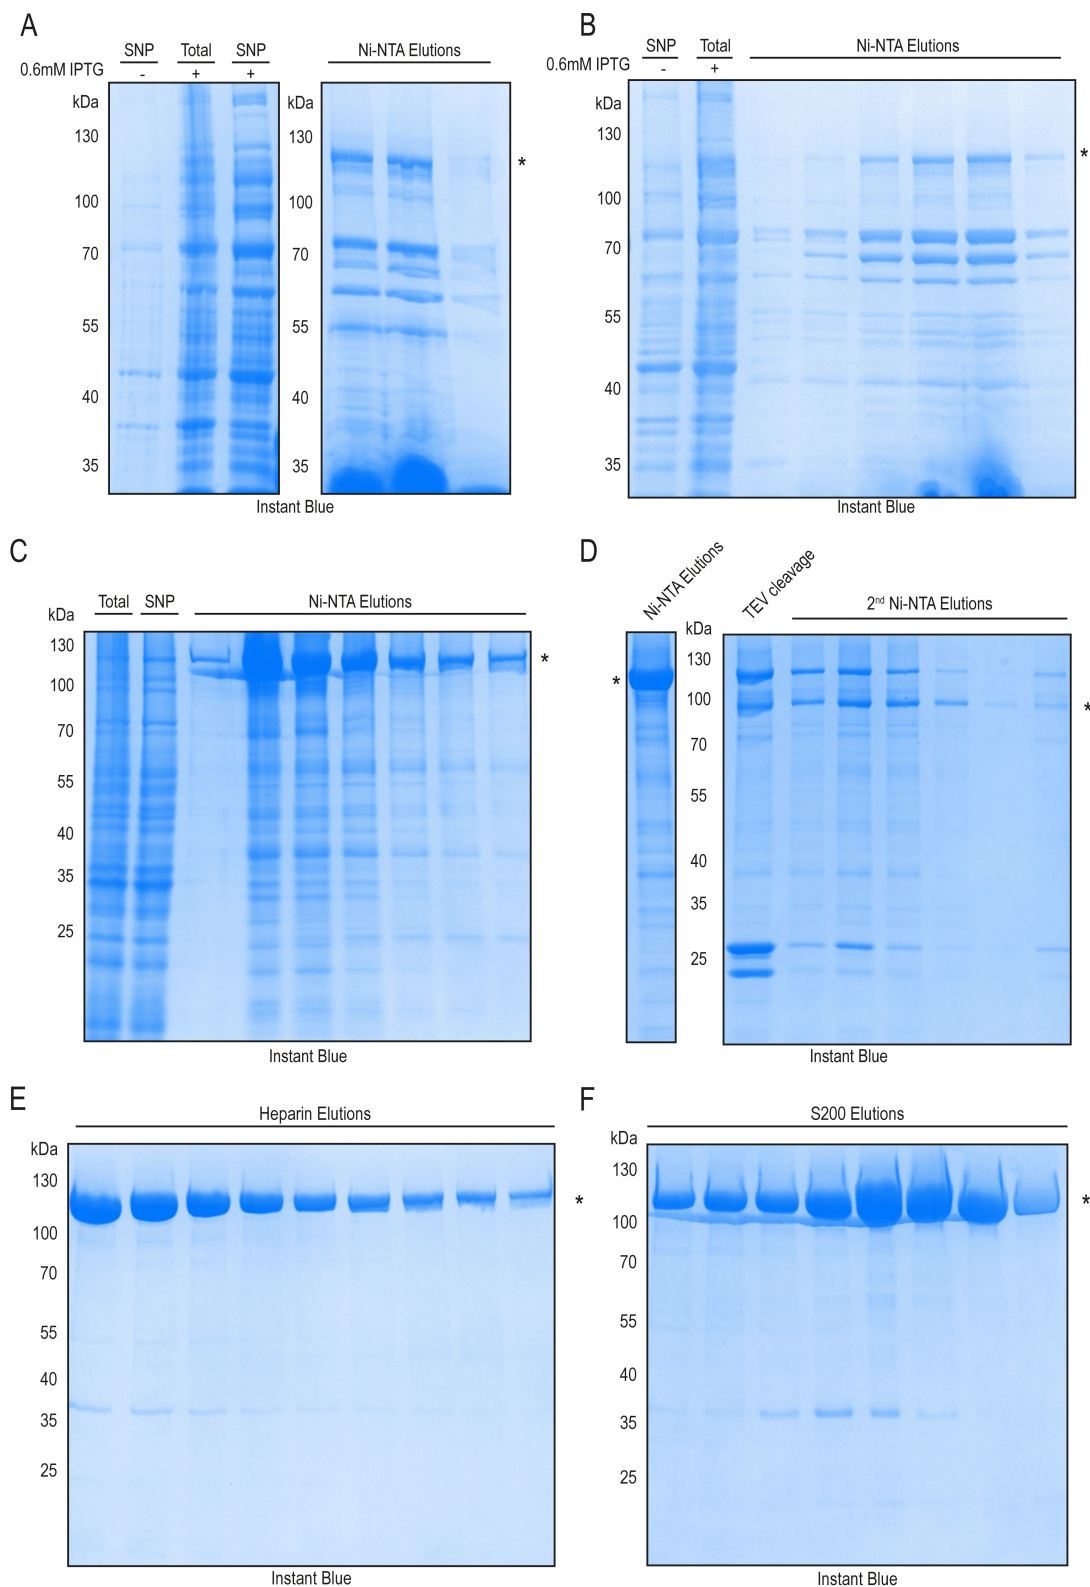 A
SNP Total SNP Ni-NTA Elutions
0.6mM IPTG - + +
kDa kDa
130 130
100 100
70 70
55 55
40 40
35 35
*
Instant Blue
B
SNP Total Ni-NTA Elutions
0.6mM IPTG - +
kDa
130
100
70
55
40
35
*
Instant Blue
C
kDa Total SNP Ni-NTA Elutions
130
100
70
55
40
35
25
*
Instant Blue
D
Ni-NTA Elutions
TEV cleavage
2nd Ni-NTA Elutions
kDa
130
100
70
55
40
35
25
*
*
Instant Blue
E
Heparin Elutions
kDa
130
100
70
55
40
35
25
*
Instant Blue
F
S200 Elutions
kDa
130
100
70
55
40
35
25
*
Instant Blue